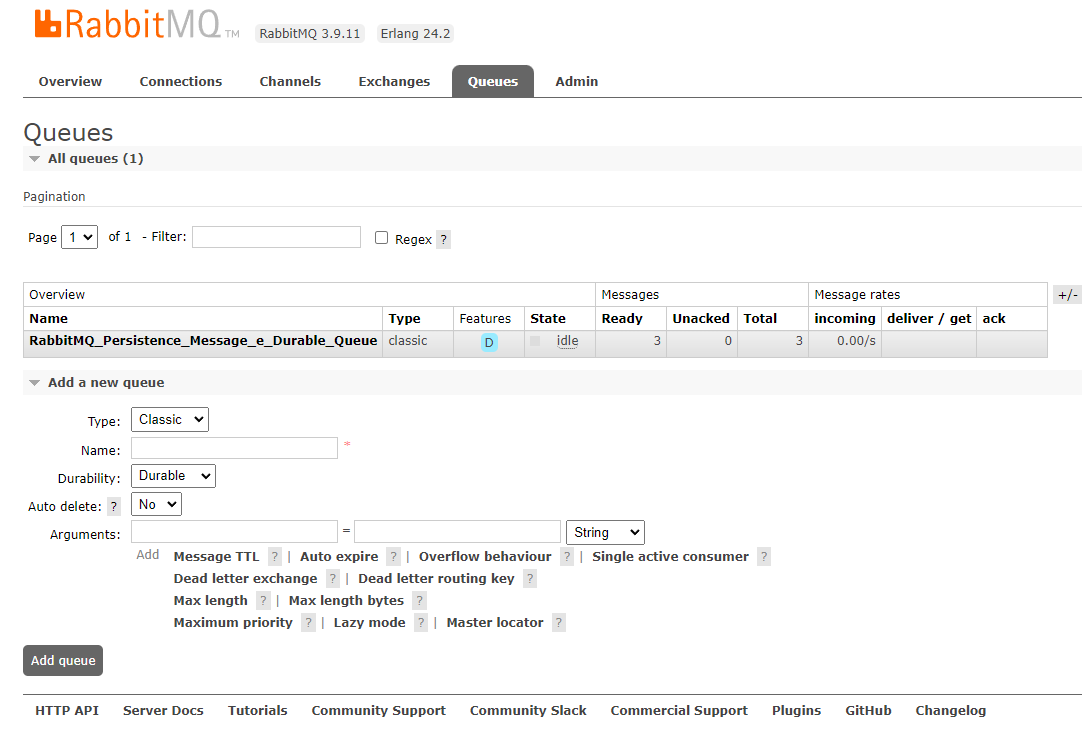 RabbitMQ TM RabbitMQ 3.9.11 Erlang 24.2
Overview Connections Channels Exchanges Queues Admin
Queues
All queues (1)
Pagination
Page 1 of 1 - Filter: Regex ?
Overview Messages Message rates +/-
Name Type Features State Ready Unacked Total incoming deliver / get ack
RabbitMQ_Persistence_Message_e_Durable_Queue classic D idle 3 0 3 0.00/s
Add a new queue
Type: Classic
Name: *
Durability: Durable
Auto delete: ? No
Arguments: = String
Add Message TTL ? | Auto expire ? | Overflow behaviour ? | Single active consumer ?
Dead letter exchange ? | Dead letter routing key ?
Max length ? | Max length bytes ?
Maximum priority ? | Lazy mode ? | Master locator ?
Add queue
HTTP API Server Docs Tutorials Community Support Community Slack Commercial Support Plugins GitHub Changelog